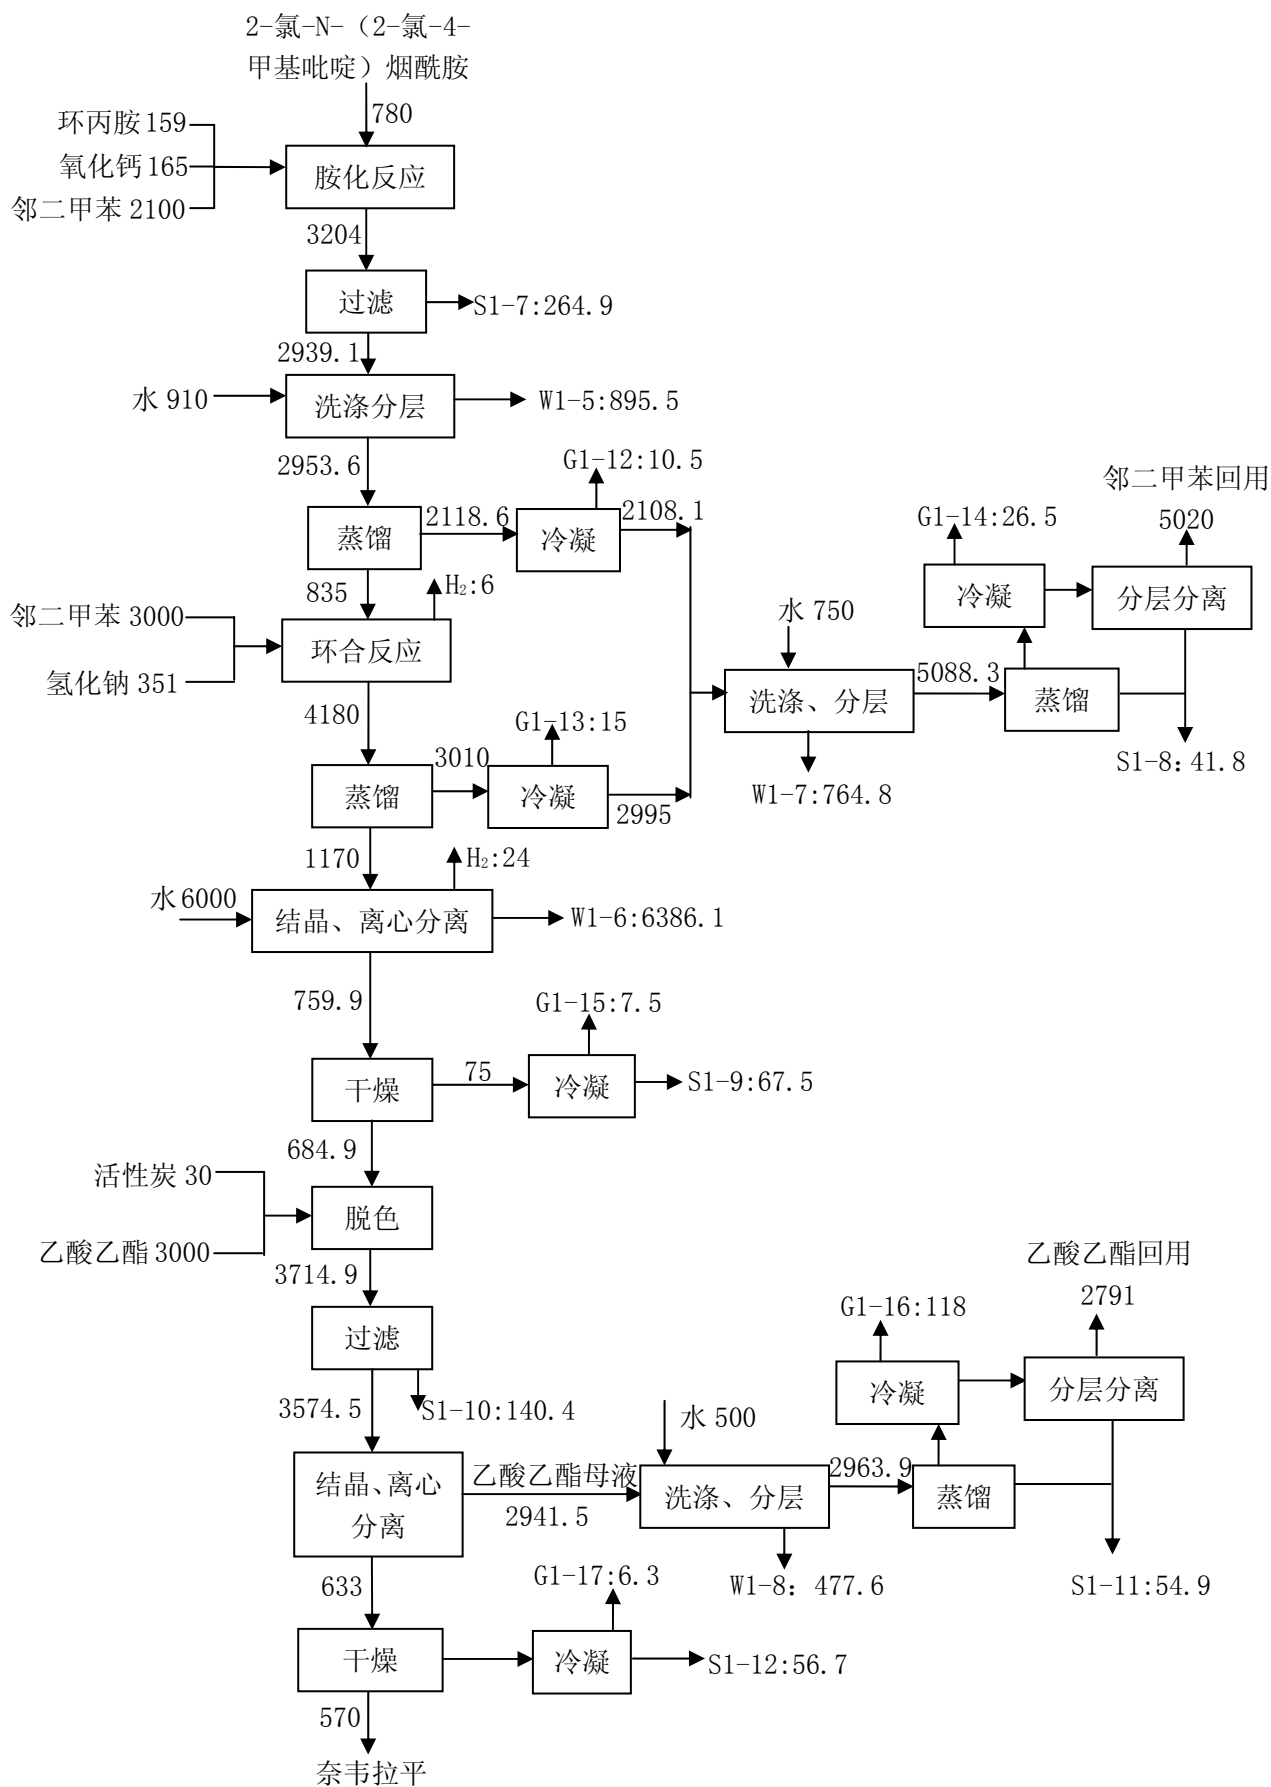 2-氯-N-（2-氯-4-
甲基吡啶）烟酰胺
780
环丙胺159
氧化钙165
邻二甲苯2100
胺化反应
3204
过滤
S1-7:264.9
2939.1
水910
洗涤分层
W1-5:895.5
2953.6
G1-12:10.5
蒸馏
2118.6
冷凝
2108.1
邻二甲苯回用
5020
G1-14:26.5
冷凝
分层分离
835
H₂:6
邻二甲苯3000
氢化钠351
环合反应
水750
洗涤、分层
5088.3
蒸馏
4180
G1-13:15
S1-8：41.8
W1-7:764.8
蒸馏
3010
冷凝
2995
1170
H₂:24
水6000
结晶、离心分离
W1-6:6386.1
759.9
G1-15:7.5
干燥
75
冷凝
S1-9:67.5
684.9
活性炭30
乙酸乙酯3000
脱色
3714.9
乙酸乙酯回用
2791
G1-16:118
过滤
冷凝
分层分离
3574.5
S1-10:140.4
水500
结晶、离心
分离
乙酸乙酯母液
2941.5
洗涤、分层
2963.9
蒸馏
633
G1-17:6.3
W1-8：477.6
S1-11:54.9
干燥
冷凝
S1-12:56.7
570
奈韦拉平